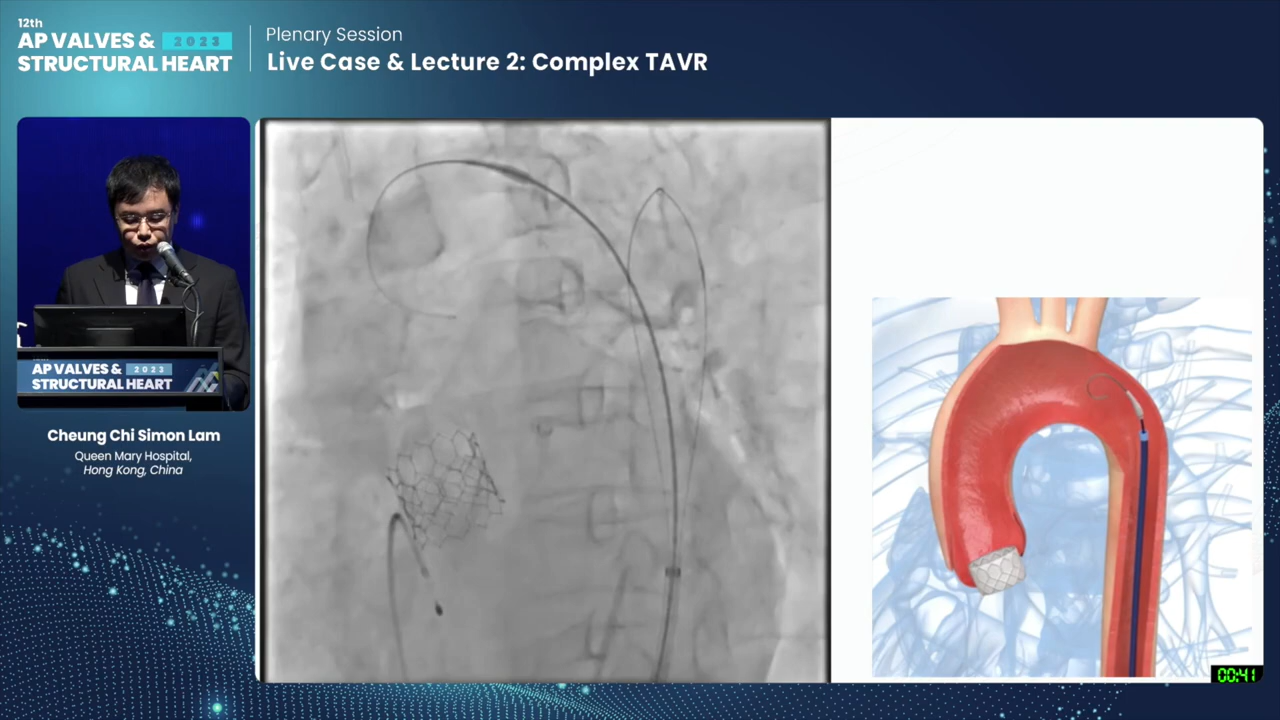 12th
AP VALVES & 2023
STRUCTURAL HEART
Plenary Session
Live Case & Lecture 2: Complex TAVR
AP VALVES & 2023
STRUCTURAL HEART
Cheung Chi Simon Lam
Queen Mary Hospital,
Hong Kong, China
00:41